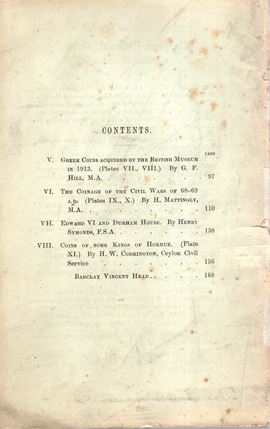 CONTENTS.
PAGE
V. Greek Coins acquired by the British Museum
in 1913. (Plates VII., VIII.) By G. F.
Hill, M.A. . . . . . . . 97
VI. The Coinage of the Civil Wars of 68-69
A.D. (Plates IX., X.) By H. Mattingly,
M.A. . . . . . . . . 110
VII. Edward VI and Durham House. By Henry
Symonds, F.S.A. . . . . . . 138
VIII. Coins of some Kings of Hormuz. (Plate
XI.) By H. W. Codrington, Ceylon Civil
Service . . . . . . . 156
Barclay Vincent Head . . . . . 168